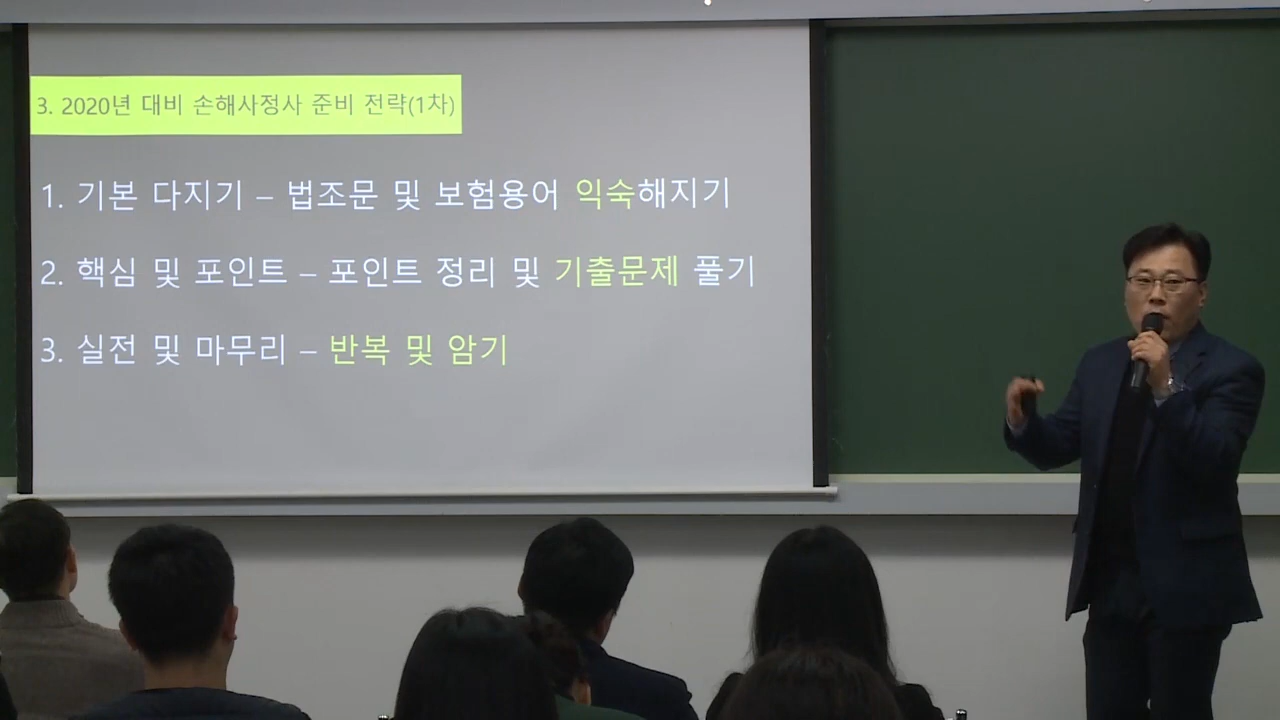 3. 2020년 대비 손해사정사 준비 전략(1차)
1. 기본 다지기 – 법조문 및 보험용어 익숙해지기
2. 핵심 및 포인트 – 포인트 정리 및 기출문제 풀기
3. 실전 및 마무리 – 반복 및 암기